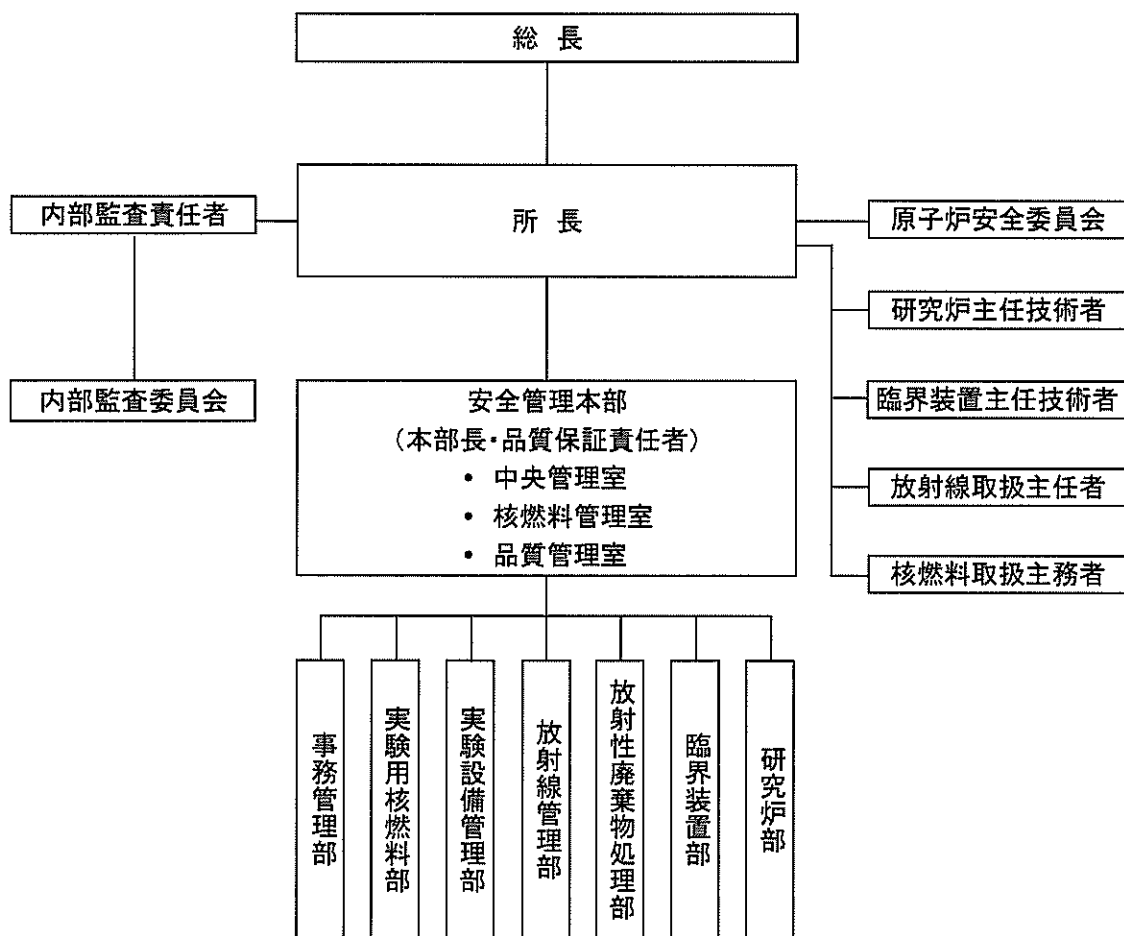 総 長
所 長
内部監査責任者
内部監査委員会
原子炉安全委員会
研究炉主任技術者
臨界装置主任技術者
放射線取扱主任者
核燃料取扱主務者
安全管理本部
（本部長・品質保証責任者）
• 中央管理室
• 核燃料管理室
• 品質管理室
事務管理部
実験用核燃料部
実験設備管理部
放射線管理部
放射性廃棄物処理部
臨界装置部
研究炉部